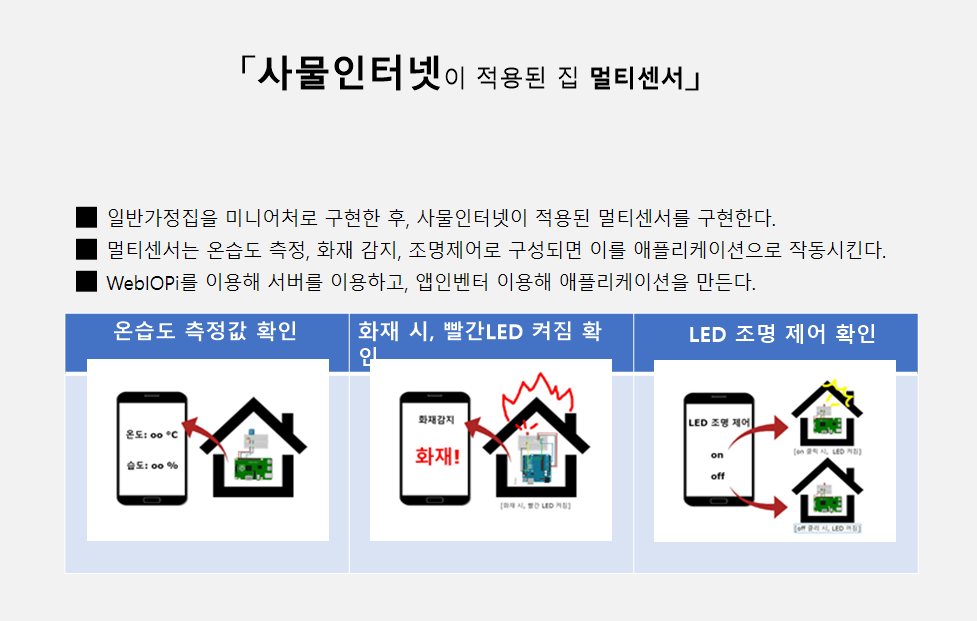 「사물인터넷이 적용된 집 멀티센서」
■ 일반가정집을 미니어처로 구현한 후, 사물인터넷이 적용된 멀티센서를 구현한다.
■ 멀티센서는 온습도 측정, 화재 감지, 조명제어로 구성되면 이를 애플리케이션으로 작동시킨다.
■ WebIOPi를 이용해 서버를 이용하고, 앱인벤터 이용해 애플리케이션을 만든다.
온습도 측정값 확인
화재 시, 빨간LED 켜짐 확
인
LED 조명 제어 확인
온도: oo °C
습도: oo %
화재감지
화재!
[화재 시, 빨간 LED 켜짐]
LED 조명 제어
on
off
[on 클릭 시, LED 켜짐]
[off 클릭 시, LED 꺼짐]